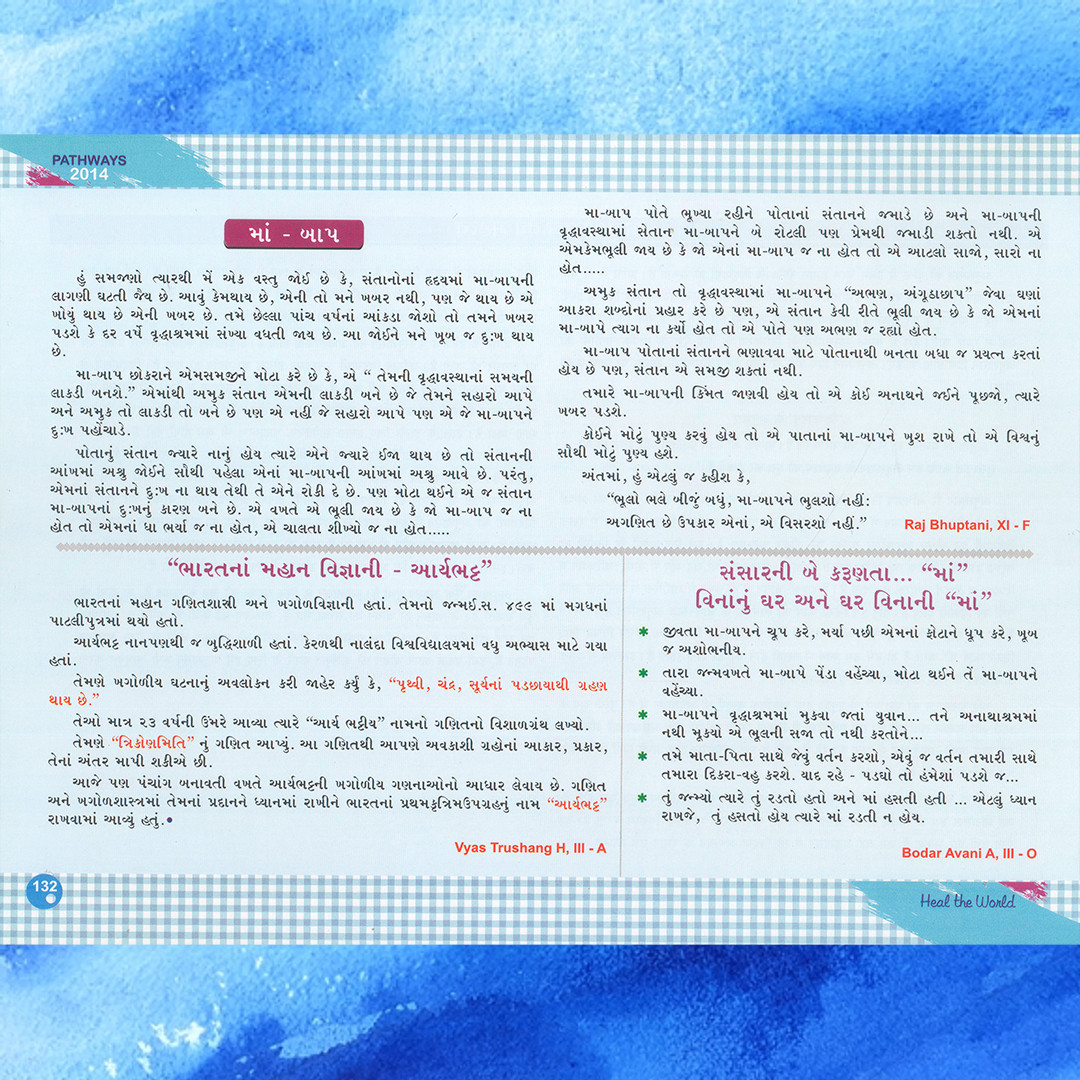 PATHWAYS
2014
માં - બાપ
હું સમજણો ત્યારથી મેં એક વસ્તુ જોઈ છે કે, સંતાનોનાં હૃદયમાં મા-બાપની
લાગણી ઘટતી જૈય છે. આવું કેમથાય છે, એની તો મને ખબર નથી, પણ જે થાય છે એ
ખોયું થાય છે એની ખબર છે. તમે છેલ્લા પાંચ વર્ષનાં આંકડા જોશો તો તમને ખબર
પડશે કે દર વર્ષે વૃદ્ધાશ્રમમાં સંખ્યા વધતી જાય છે. આ જોઈને મને ખૂબ જ દુઃખ થાય
છે.
મા-બાપ છોકરાને એમસમજીને મોટા કરે છે કે, એ “ તેમની વૃદ્ધાવસ્થાનાં સમયની
લાકડી બનશે.” એમાંથી અમુક સંતાન એમની લાકડી બને છે જે તેમને સહારો આપે
અને અમુક તો લાકડી તો બને છે પણ એ નહીં જે સહારો આપે પણ એ જે મા-બાપને
દુઃખ પહોંચાડે.
પોતાનું સંતાન જ્યારે નાનું હોય ત્યારે એને જ્યારે ઈજા થાય છે તો સંતાનની
આંખમાં અશ્રુ જોઈને સૌથી પહેલા એનાં મા-બાપની આંખમાં અશ્રુ આવે છે. પરંતુ,
એમનાં સંતાનને દુઃખ ના થાય તેથી તે એને રોકી દે છે. પણ મોટા થઈને એ જ સંતાન
મા-બાપનાં દુઃખનું કારણ બને છે. એ વખતે એ ભૂલી જાય છે કે જો મા-બાપ જ ના
હોત તો એમનાં ધા ભર્યા જ ના હોત, એ ચાલતા શીખ્યો જ ના હોત.....
મા-બાપ પોતે ભૂખ્યા રહીને પોતાનાં સંતાનને જમાડે છે અને મા-બાપની
વૃદ્ધાવસ્થામાં સેતાન મા-બાપને બે રોટલી પણ પ્રેમથી જમાડી શકતો નથી. એ
એમકેમભૂલી જાય છે કે જો એનાં મા-બાપ જ ના હોત તો એ આટલો સાજો, સારો ના
હોત.....
અમુક સંતાન તો વૃદ્ધાવસ્થામાં મા-બાપને “અભણ, અંગૂઠાછાપ” જેવા ઘણાં
આકરા શબ્દોનાં પ્રહાર કરે છે પણ, એ સંતાન કેવી રીતે ભૂલી જાય છે કે જો એમનાં
મા-બાપે ત્યાગ ના કર્યો હોત તો એ પોતે પણ અભણ જ રહ્યો હોત.
મા-બાપ પોતાનાં સંતાનને ભણાવવા માટે પોતાનાથી બનતા બધા જ પ્રયત્ન કરતાં
હોય છે પણ, સંતાન એ સમજી શકતાં નથી.
તમારે મા-બાપની કિંમત જાણવી હોય તો એ કોઈ અનાથને જઈને પૂછજો, ત્યારે
ખબર પડશે.
કોઈને મોટું પુણ્ય કરવું હોય તો એ પાતાનાં મા-બાપને ખુશ રાખે તો એ વિશ્વનું
સૌથી મોટું પુણ્ય હશે.
અંતમાં, હું એટલું જ કહીશ કે,
“ભૂલો ભલે બીજું બધું, મા-બાપને ભુલશો નહીં:
અગણિત છે ઉપકાર એનાં, એ વિસરશો નહીં.”
Raj Bhuptani, XI - F
“ભારતનાં મહાન વિજ્ઞાની - આર્યભટ્ટ”
ભારતનાં મહાન ગણિતશાસ્રી અને ખગોળવિજ્ઞાની હતાં. તેમનો જન્મઈ.સ. ૪૯૯ માં મગધનાં
પાટલીપુત્રમાં થયો હતો.
આર્યભટ્ટ નાનપણથી જ બુદ્ધિશાળી હતાં. કેરળથી નાલંદા વિશ્વવિદ્યાલયમાં વધુ અભ્યાસ માટે ગયા
હતાં.
તેમણે ખગોળીય ઘટનાનું અવલોકન કરી જાહેર કર્યું કે, “પૃથ્વી, ચંદ્ર, સૂર્યનાં પડછાયાથી ગ્રહણ
થાય છે.”
તેઓ માત્ર ૨૩ વર્ષની ઉંમરે આવ્યા ત્યારે “આર્ય ભટ્ટીય” નામનો ગણિતનો વિશાળગ્રંથ લખ્યો.
તેમણે “ત્રિકોણમિતિ” નું ગણિત આપ્યું. આ ગણિતથી આપણે અવકાશી ગ્રહોનાં આકાર, પ્રકાર,
તેનાં અંતર માપી શકીએ છી.
આજે પણ પંચાંગ બનાવતી વખતે આર્યભટ્ટની ખગોળીય ગણનાઓનો આધાર લેવાય છે. ગણિત
અને ખગોળશાસ્ત્રમાં તેમનાં પ્રદાનને ધ્યાનમાં રાખીને ભારતનાં પ્રથમકૃત્રિમઉપગ્રહનું નામ “આર્યભટ્ટ”
રાખવામાં આવ્યું હતું.•
Vyas Trushang H, III - A
સંસારની બે કરૂણતા... “માં”
વિનાંનું ઘર અને ઘર વિનાની “માં”
* જીવતા મા-બાપને ચૂપ કરે, મર્યા પછી એમનાં ફોટાને ધૂપ કરે, ખૂબ
જ અશોભનીય.
* તારા જન્મવખતે મા-બાપે પેંડા વહેંચ્યા, મોટા થઈને તેં મા-બાપને
વહેંચ્યા.
* મા-બાપને વૃદ્ધાશ્રમમાં મુકવા જતાં યુવાન... તને અનાથાશ્રમમાં
નથી મૂક્યો એ ભૂલની સજા તો નથી કરતોને...
* તમે માતા-પિતા સાથે જેવું વર્તન કરશો, એવું જ વર્તન તમારી સાથે
તમારા દિકરા-વહુ કરશે. યાદ રહે - પડઘો તો હંમેશાં પડશે જ...
* તું જન્મ્યો ત્યારે તું રડતો હતો અને માં હસતી હતી ... એટલું ધ્યાન
રાખજે, તું હસતો હોય ત્યારે માં રડતી ન હોય.
Bodar Avani A, III - O
132
Heal the World